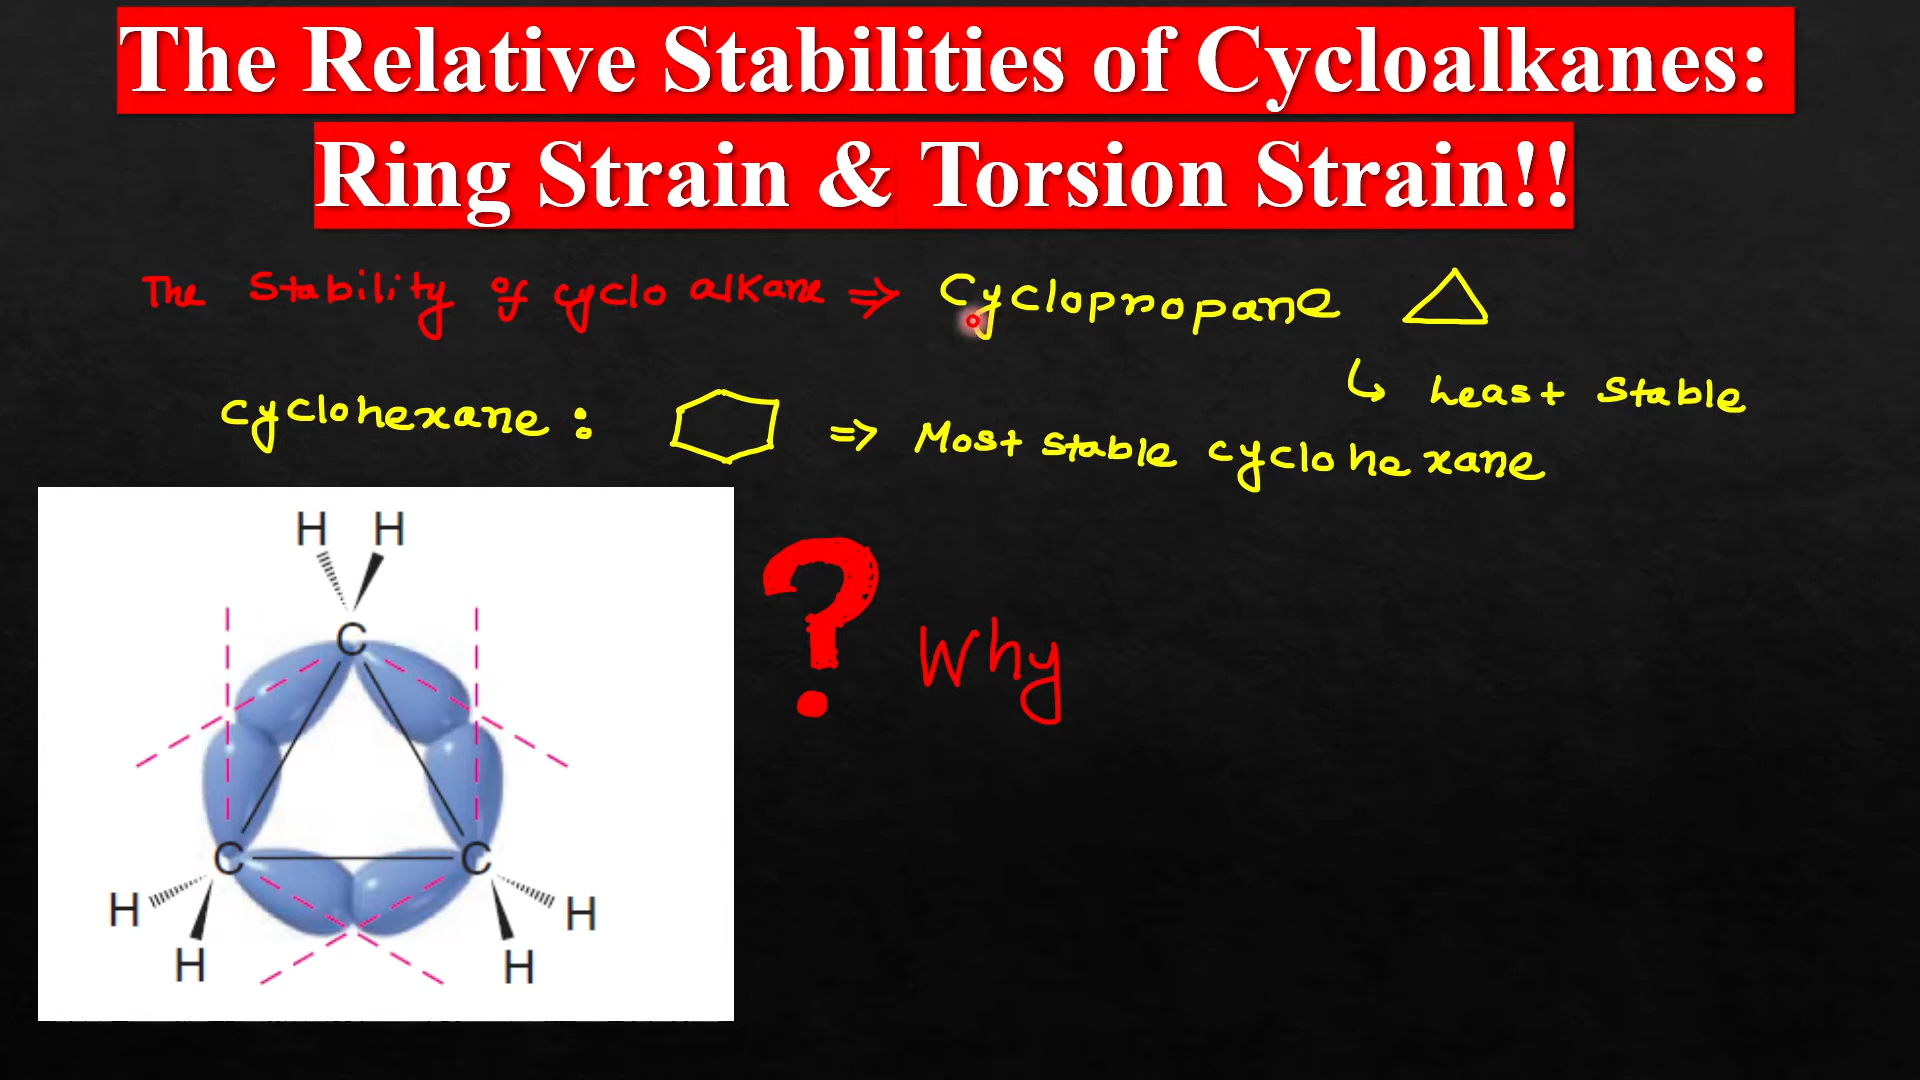 The Relative Stabilities of Cycloalkanes:
Ring Strain & Torsion Strain!!
The Stability of cyclo alkane ⇒ Cyclopropane
↳ Least Stable
cyclohexane : ⇒ Most stable cyclohexane
H H
C
? Why
C C
H H
H H